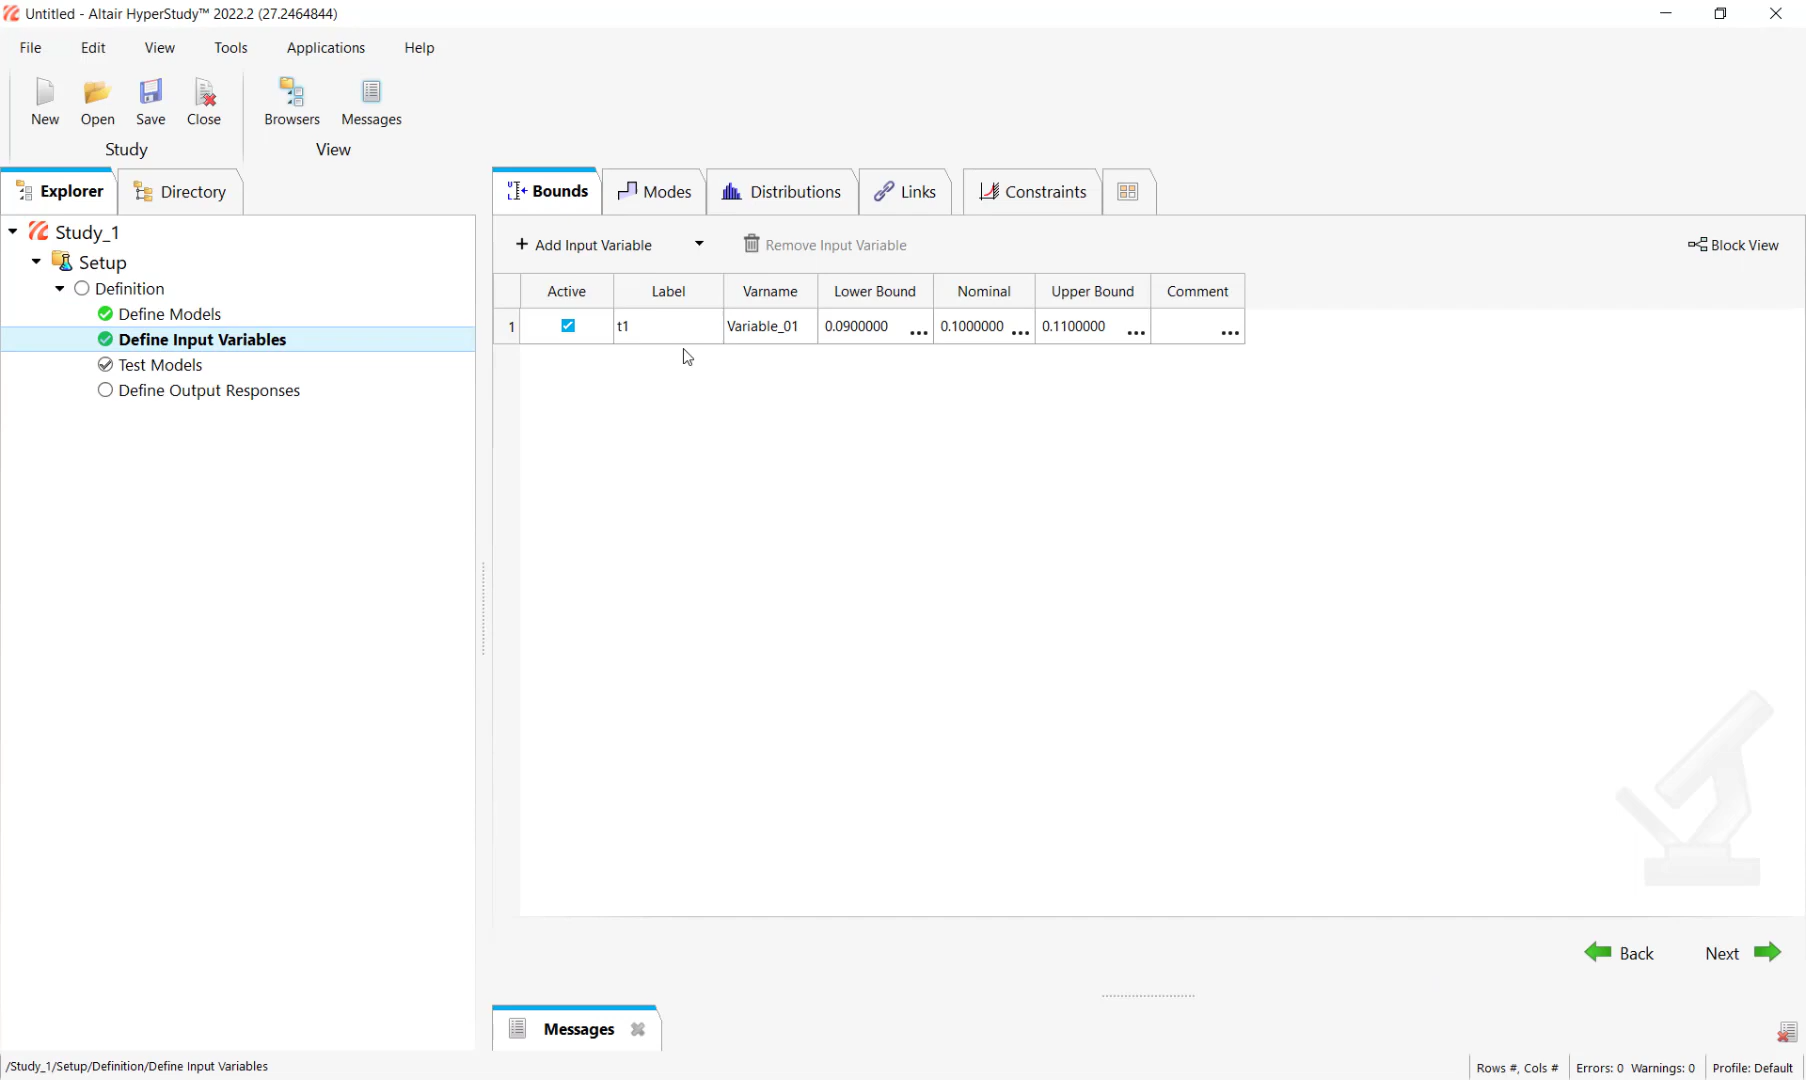 Untitled - Altair HyperStudy™ 2022.2 (27.2464844)
File Edit View Tools Applications Help
New Open Save Close Browsers Messages
Study View
Explorer Directory
Bounds Modes Distributions Links Constraints
Study_1
Setup
Definition
Define Models
Define Input Variables
Test Models
Define Output Responses
+ Add Input Variable Remove Input Variable Block View
Active Label Varname Lower Bound Nominal Upper Bound Comment
1 t1 Variable_01 0.0900000 ... 0.1000000 ... 0.1100000 ... ...
Back Next
Messages
/Study_1/Setup/Definition/Define Input Variables
Rows #, Cols # Errors: 0 Warnings: 0 Profile: Default